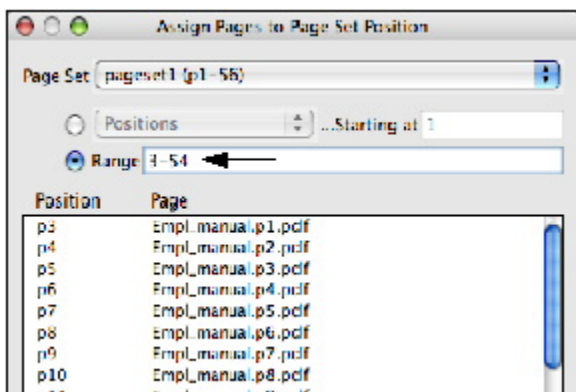 Assign Pages to Page Set Position
Page Set pageset1 (p1-56)
Positions ...Starting at 1
Range 3-54
Position Page
p3 Empl_manual.p1.pdf
p4 Empl_manual.p2.pdf
p5 Empl_manual.p3.pdf
p6 Empl_manual.p4.pdf
p7 Empl_manual.p5.pdf
p8 Empl_manual.p6.pdf
p9 Empl_manual.p7.pdf
p10 Empl_manual.p8.pdf